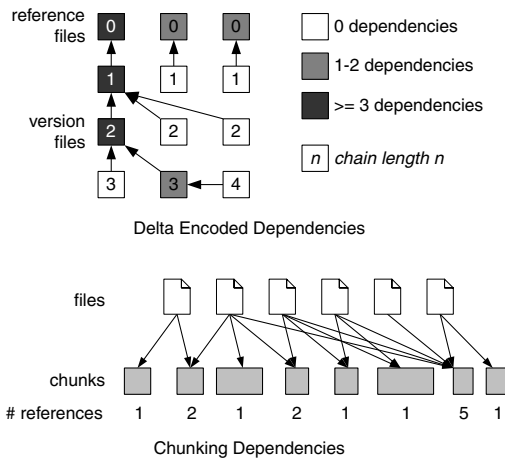 reference files 0 0 0 0 dependencies
1 1 1 1-2 dependencies
version files 2 2 2 >= 3 dependencies
3 3 4 n chain length n
Delta Encoded Dependencies
files
chunks
# references 1 2 1 2 1 1 5 1
Chunking Dependencies